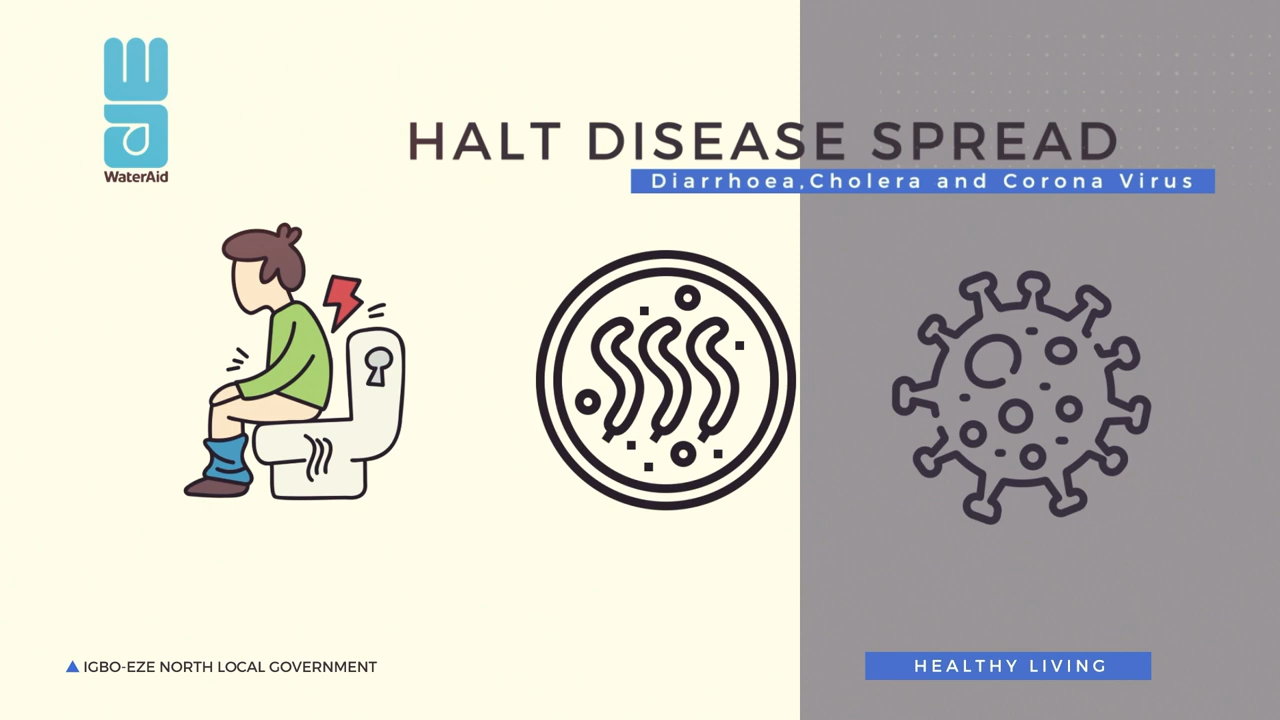 WaterAid
HALT DISEASE SPREAD
Diarrhoea,Cholera and Corona Virus
IGBO-EZE NORTH LOCAL GOVERNMENT
HEALTHY LIVING